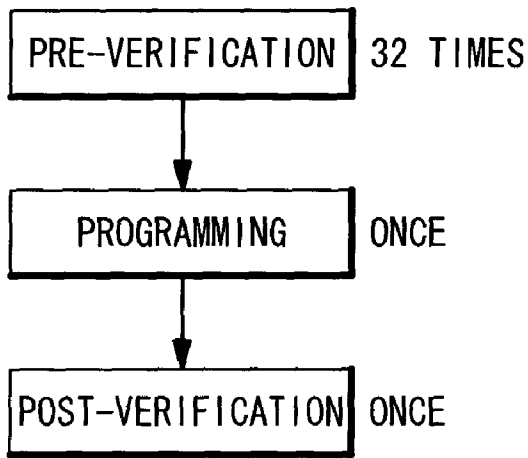 PRE-VERIFICATION 32 TIMES
PROGRAMMING ONCE
POST-VERIFICATION ONCE